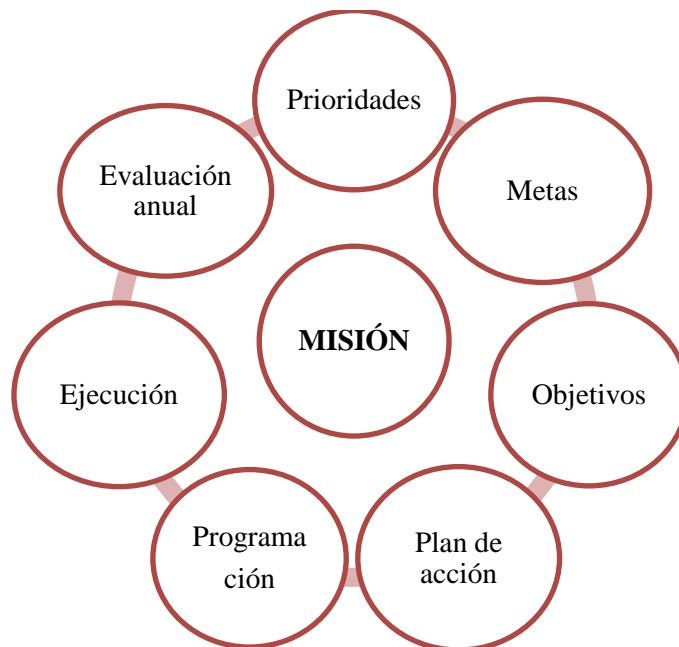 Prioridades
Metas
Objetivos
Plan de
acción
Programa
ción
Ejecución
Evaluación
anual
MISIÓN